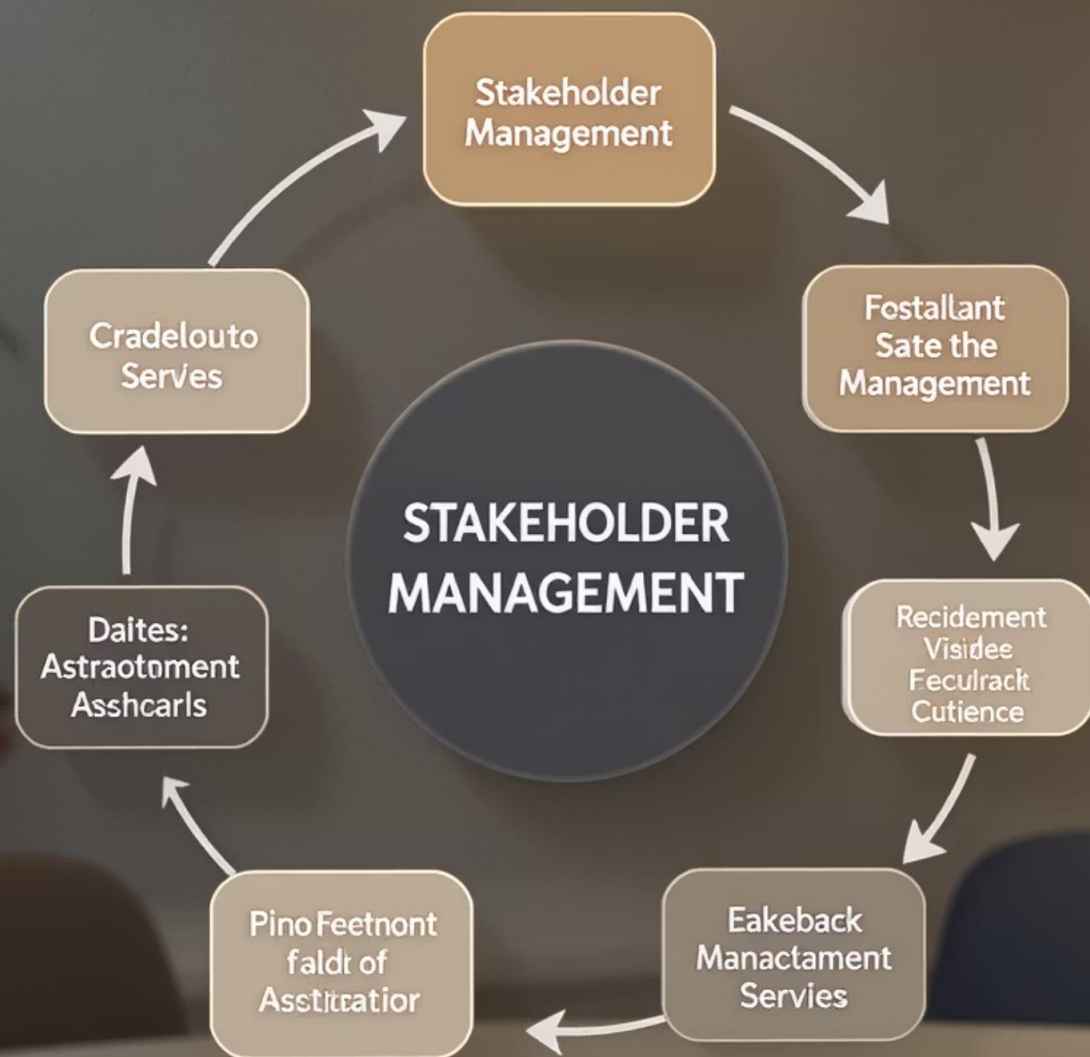 Stakeholder
Management
Fostallant
Sate the
Management
Cradelouto
Serves
STAKEHOLDER
MANAGEMENT
Recidement
Visidee
Feculrackt
Cutience
Daites:
Astraotoment
Asshcarls
Eakeback
Manactament
Servies
Pino Feetnont
faldt of